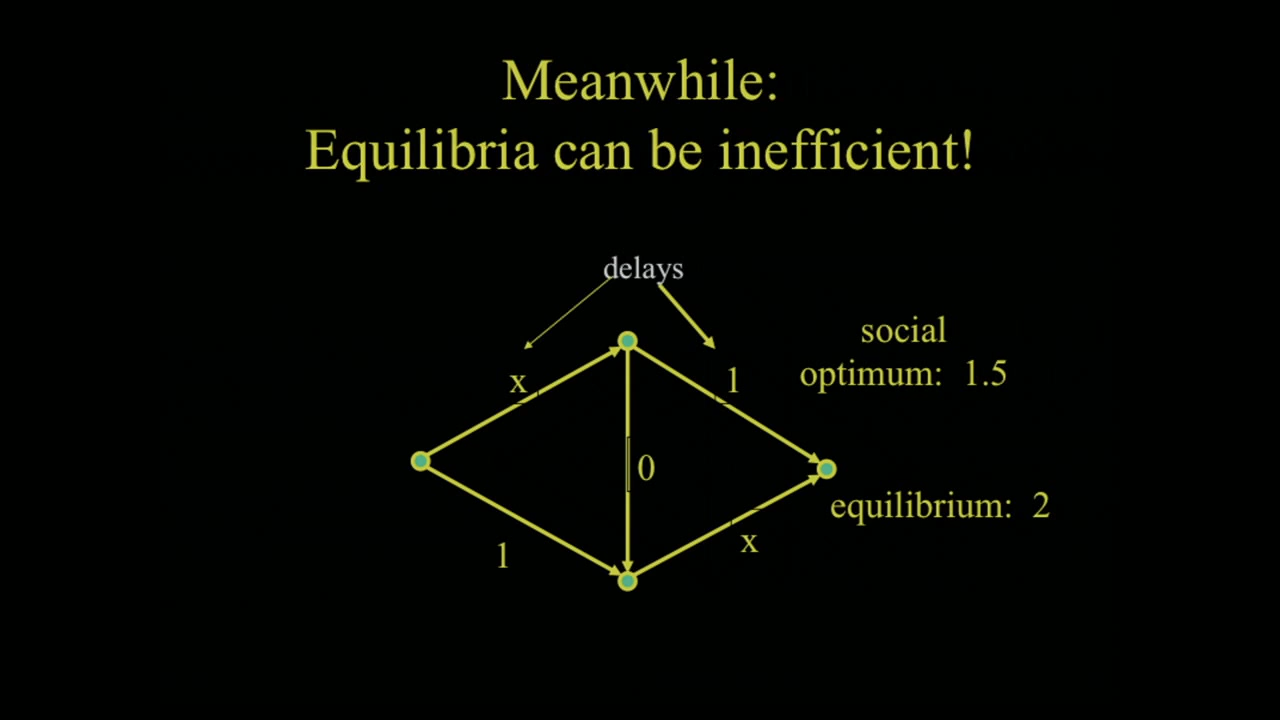 Meanwhile:
Equilibria can be inefficient!
delays
social
optimum: 1.5
x
1
0
equilibrium: 2
1
x